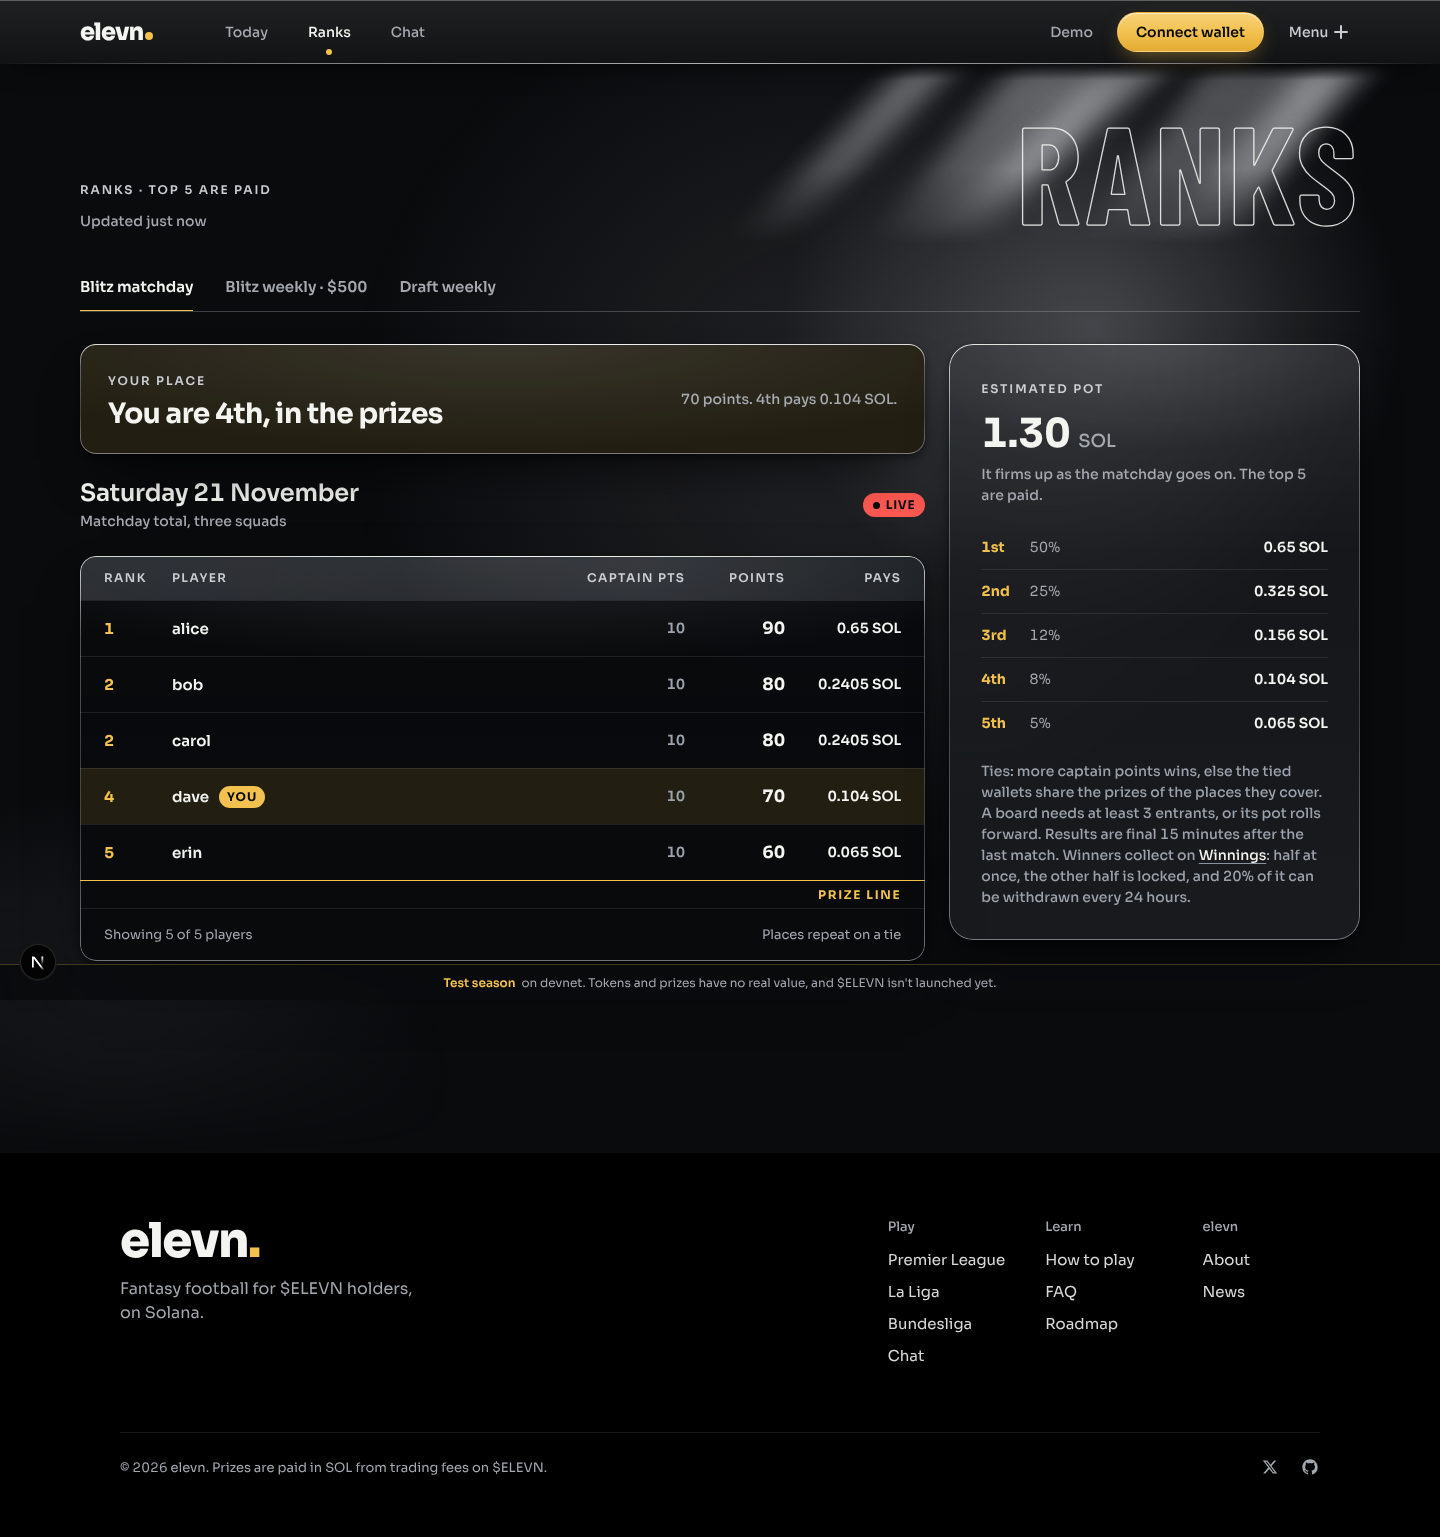 elevn.
Today
Ranks
Chat
Demo
Connect wallet
Menu
RANKS
RANKS · TOP 5 ARE PAID
Updated just now
Blitz matchday
Blitz weekly · $500
Draft weekly
YOUR PLACE
You are 4th, in the prizes
70 points. 4th pays 0.104 SOL.
Saturday 21 November
Matchday total, three squads
LIVE
RANK PLAYER CAPTAIN PTS POINTS PAYS
1 alice 10 90 0.65 SOL
2 bob 10 80 0.2405 SOL
2 carol 10 80 0.2405 SOL
4 dave YOU 10 70 0.104 SOL
5 erin 10 60 0.065 SOL
PRIZE LINE
Showing 5 of 5 players
Places repeat on a tie
ESTIMATED POT
1.30 SOL
It firms up as the matchday goes on. The top 5
are paid.
1st 50% 0.65 SOL
2nd 25% 0.325 SOL
3rd 12% 0.156 SOL
4th 8% 0.104 SOL
5th 5% 0.065 SOL
Ties: more captain points wins, else the tied
wallets share the prizes of the places they cover.
A board needs at least 3 entrants, or its pot rolls
forward. Results are final 15 minutes after the
last match. Winners collect on Winnings: half at
once, the other half is locked, and 20% of it can
be withdrawn every 24 hours.
N
Test season on devnet. Tokens and prizes have no real value, and $ELEVN isn't launched yet.
elevn.
Fantasy football for $ELEVN holders,
on Solana.
Play
Premier League
La Liga
Bundesliga
Chat
Learn
How to play
FAQ
Roadmap
elevn
About
News
© 2026 elevn. Prizes are paid in SOL from trading fees on $ELEVN.